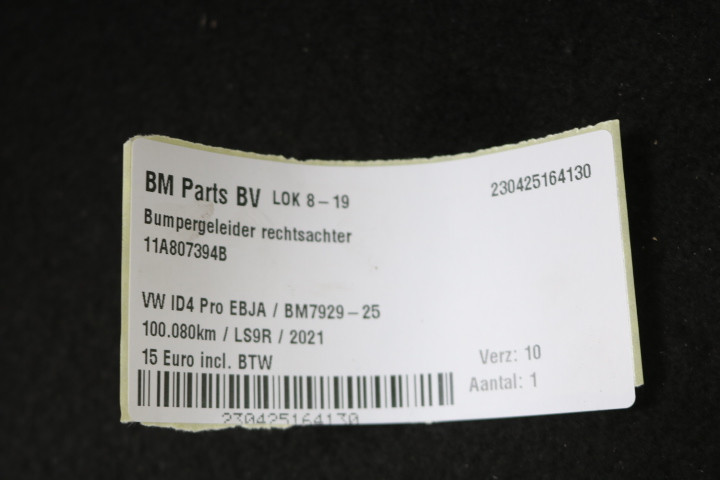 BM Parts BV LOK 8-19 230425164130
Bumpergeleider rechtsachter
11A807394B
VW ID4 Pro EBJA / BM7929-25
100.080km / LS9R / 2021
15 Euro incl. BTW Verz: 10
Aantal: 1
230425164130